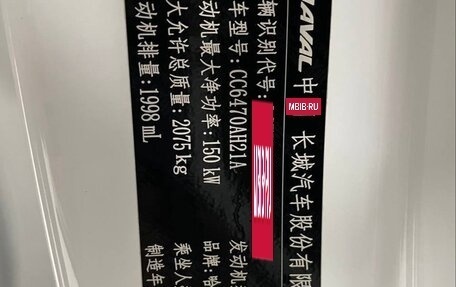 HAVAL 中
MBIB.RU
长城汽车股份有限
辆识别代号:
车型号:CC6470AH21A 发动机
动机最大净功率:150 kW 品牌:哈
大允许总质量:2075 kg 乘坐人
动机排量:1998 mL 制造年